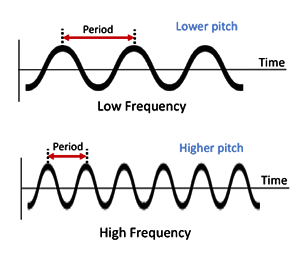 Period
Lower pitch
Time
Low Frequency
Period
Higher pitch
Time
High Frequency